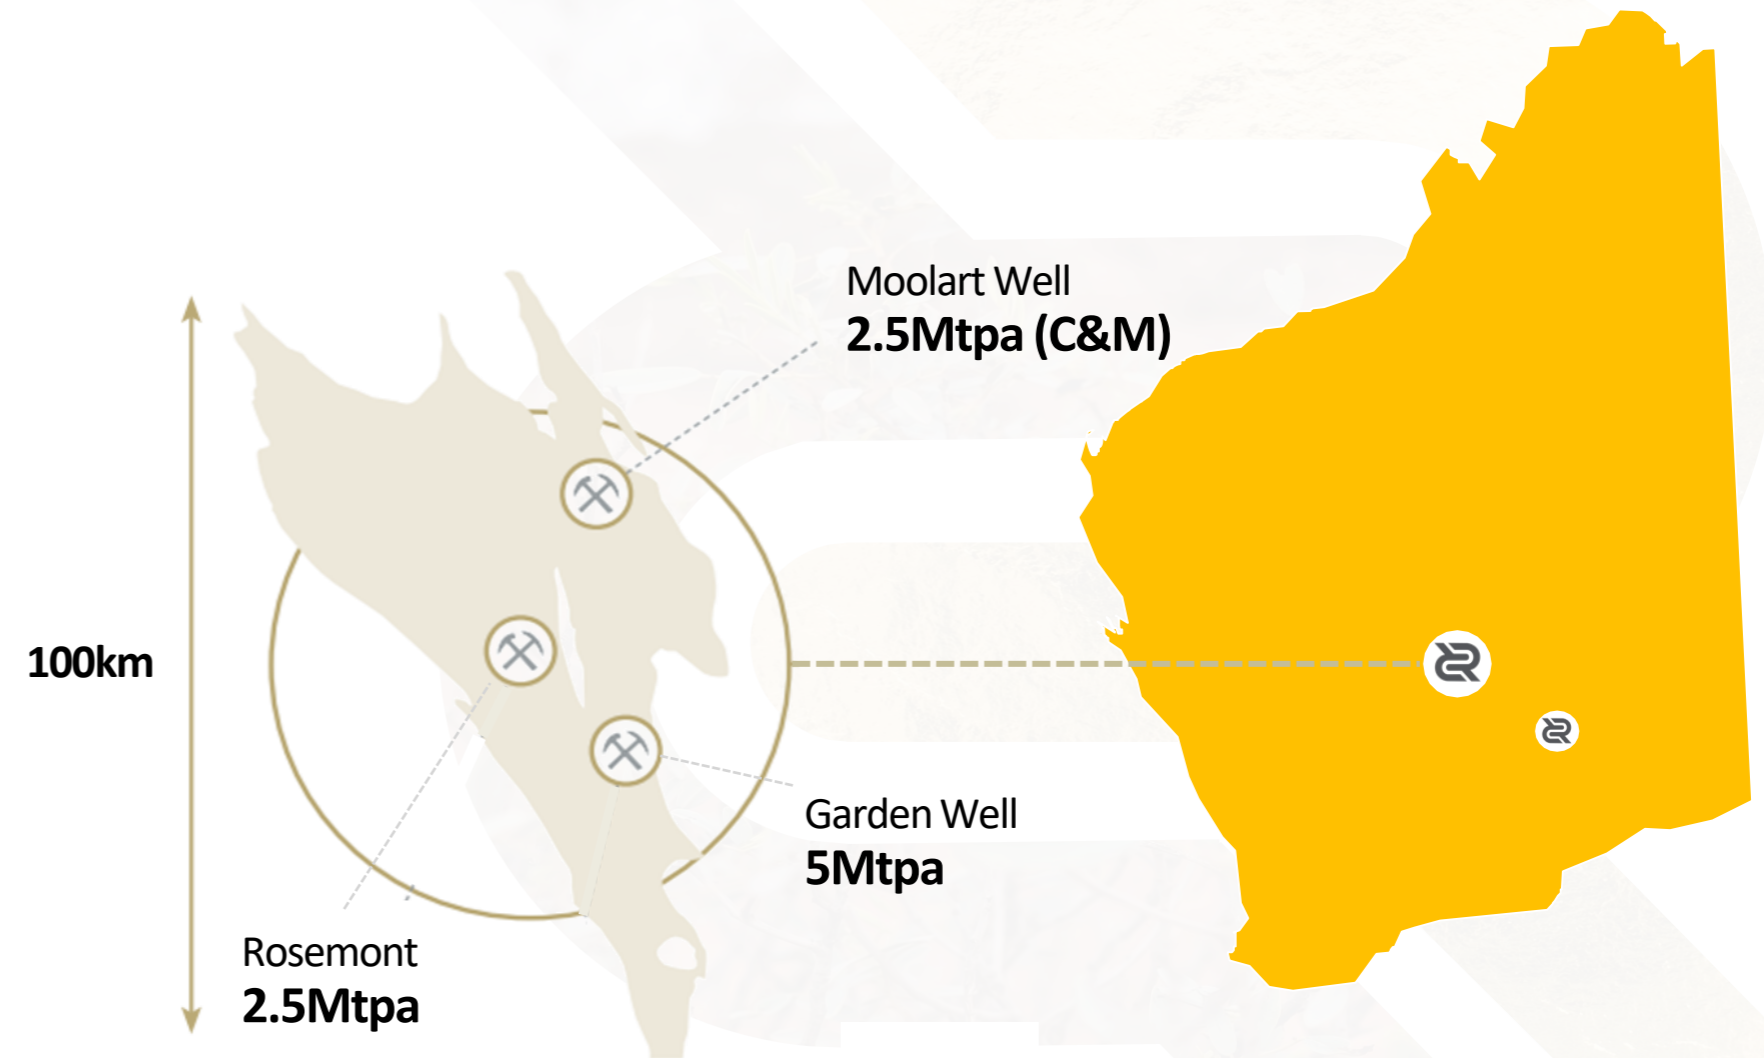 Moolart Well
2.5Mtpa (C&M)
100km
Garden Well
5Mtpa
Rosemont
2.5Mtpa